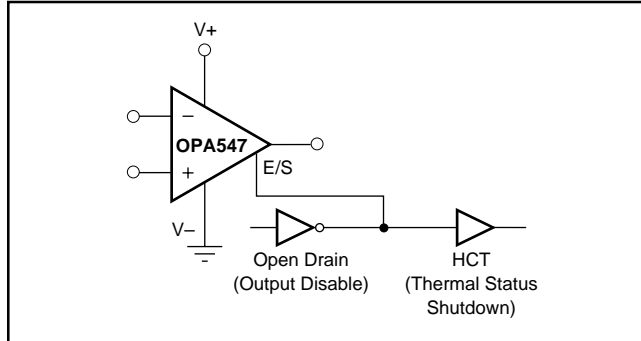 V+
−
OPA547
+
E/S
V−
Open Drain
(Output Disable)
HCT
(Thermal Status
Shutdown)